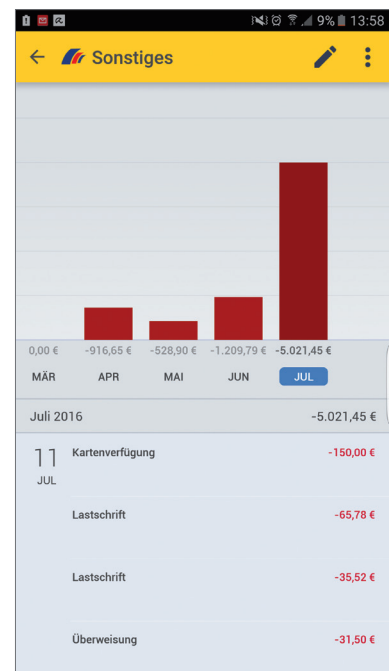 9% 13:58
Sonstiges
0,00 € -916,65 € -528,90 € -1.209,79 € -5.021,45 €
MÄR APR MAI JUN JUL
Juli 2016 -5.021,45 €
11 Kartenverfügung -150,00 €
JUL
Lastschrift -65,78 €
Lastschrift -35,52 €
Überweisung -31,50 €